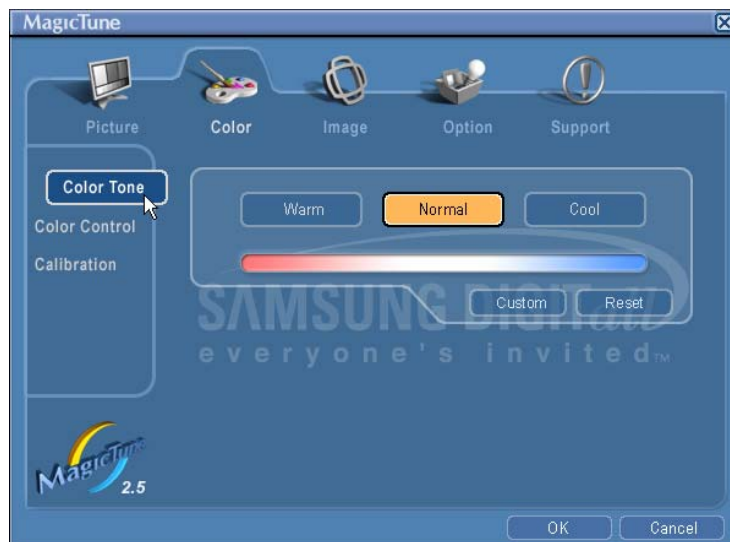 MagicTune
Picture
Color
Image
Option
Support
Color Tone
Color Control
Calibration
Warm
Normal
Cool
Custom
Reset
SAMSUNG DIGITall
everyone's invited™
MagicTune
2.5
OK
Cancel